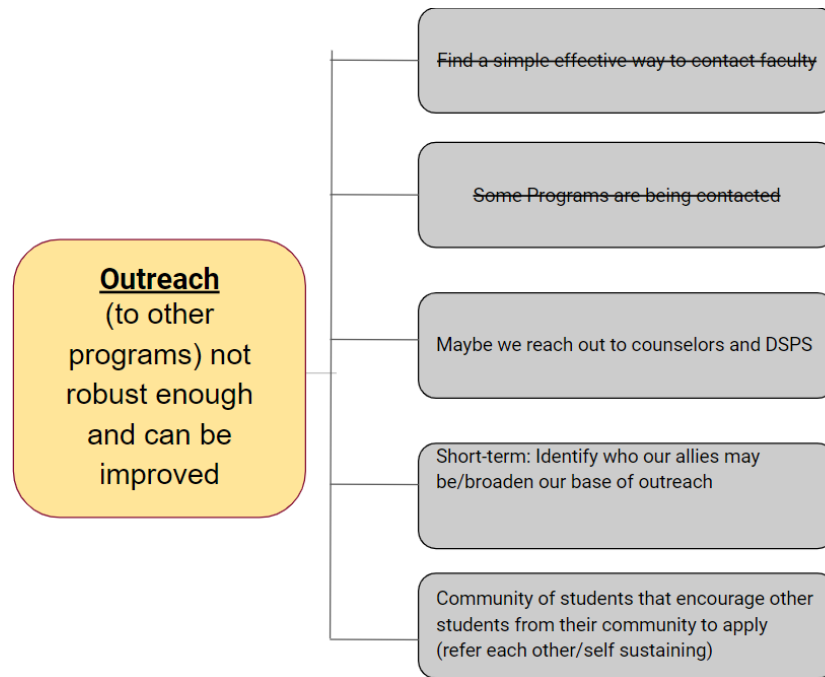 Outreach
(to other
programs) not
robust enough
and can be
improved
Find a simple effective way to contact faculty
Some Programs are being contacted
Maybe we reach out to counselors and DSPS
Short-term: Identify who our allies may
be/broaden our base of outreach
Community of students that encourage other
students from their community to apply
(refer each other/self sustaining)